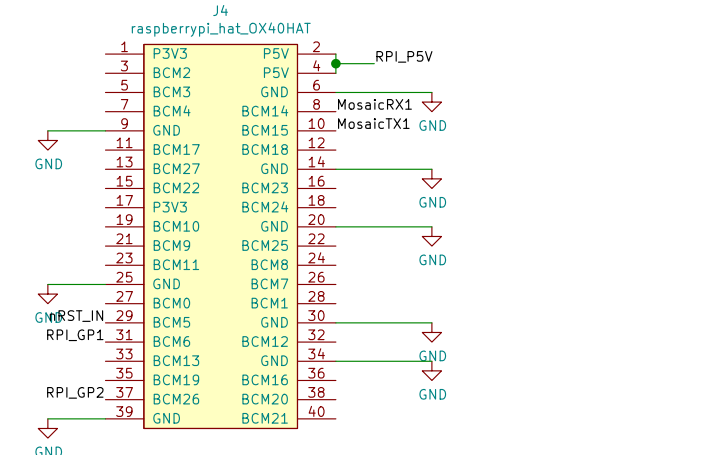 J4
raspberrypi_hat_OX40HAT
1 P3V3 P5V 2
RPI_P5V
3 BCM2 P5V 4
5 BCM3 GND 6
7 BCM4 BCM14 8 MosaicRX1
9 GND BCM15 10 MosaicTX1 GND
11 BCM17 BCM18 12
GND
13 BCM27 GND 14
15 BCM22 BCM23 16
17 P3V3 BCM24 18 GND
19 BCM10 GND 20
21 BCM9 BCM25 22
23 BCM11 BCM8 24 GND
25 GND BCM7 26
27 BCM0 BCM1 28
GND nRST_IN 29 BCM5 GND 30
RPI_GP1 31 BCM6 BCM12 32
33 BCM13 GND 34 GND
35 BCM19 BCM16 36
RPI_GP2 37 BCM26 BCM20 38 GND
39 GND BCM21 40
GND